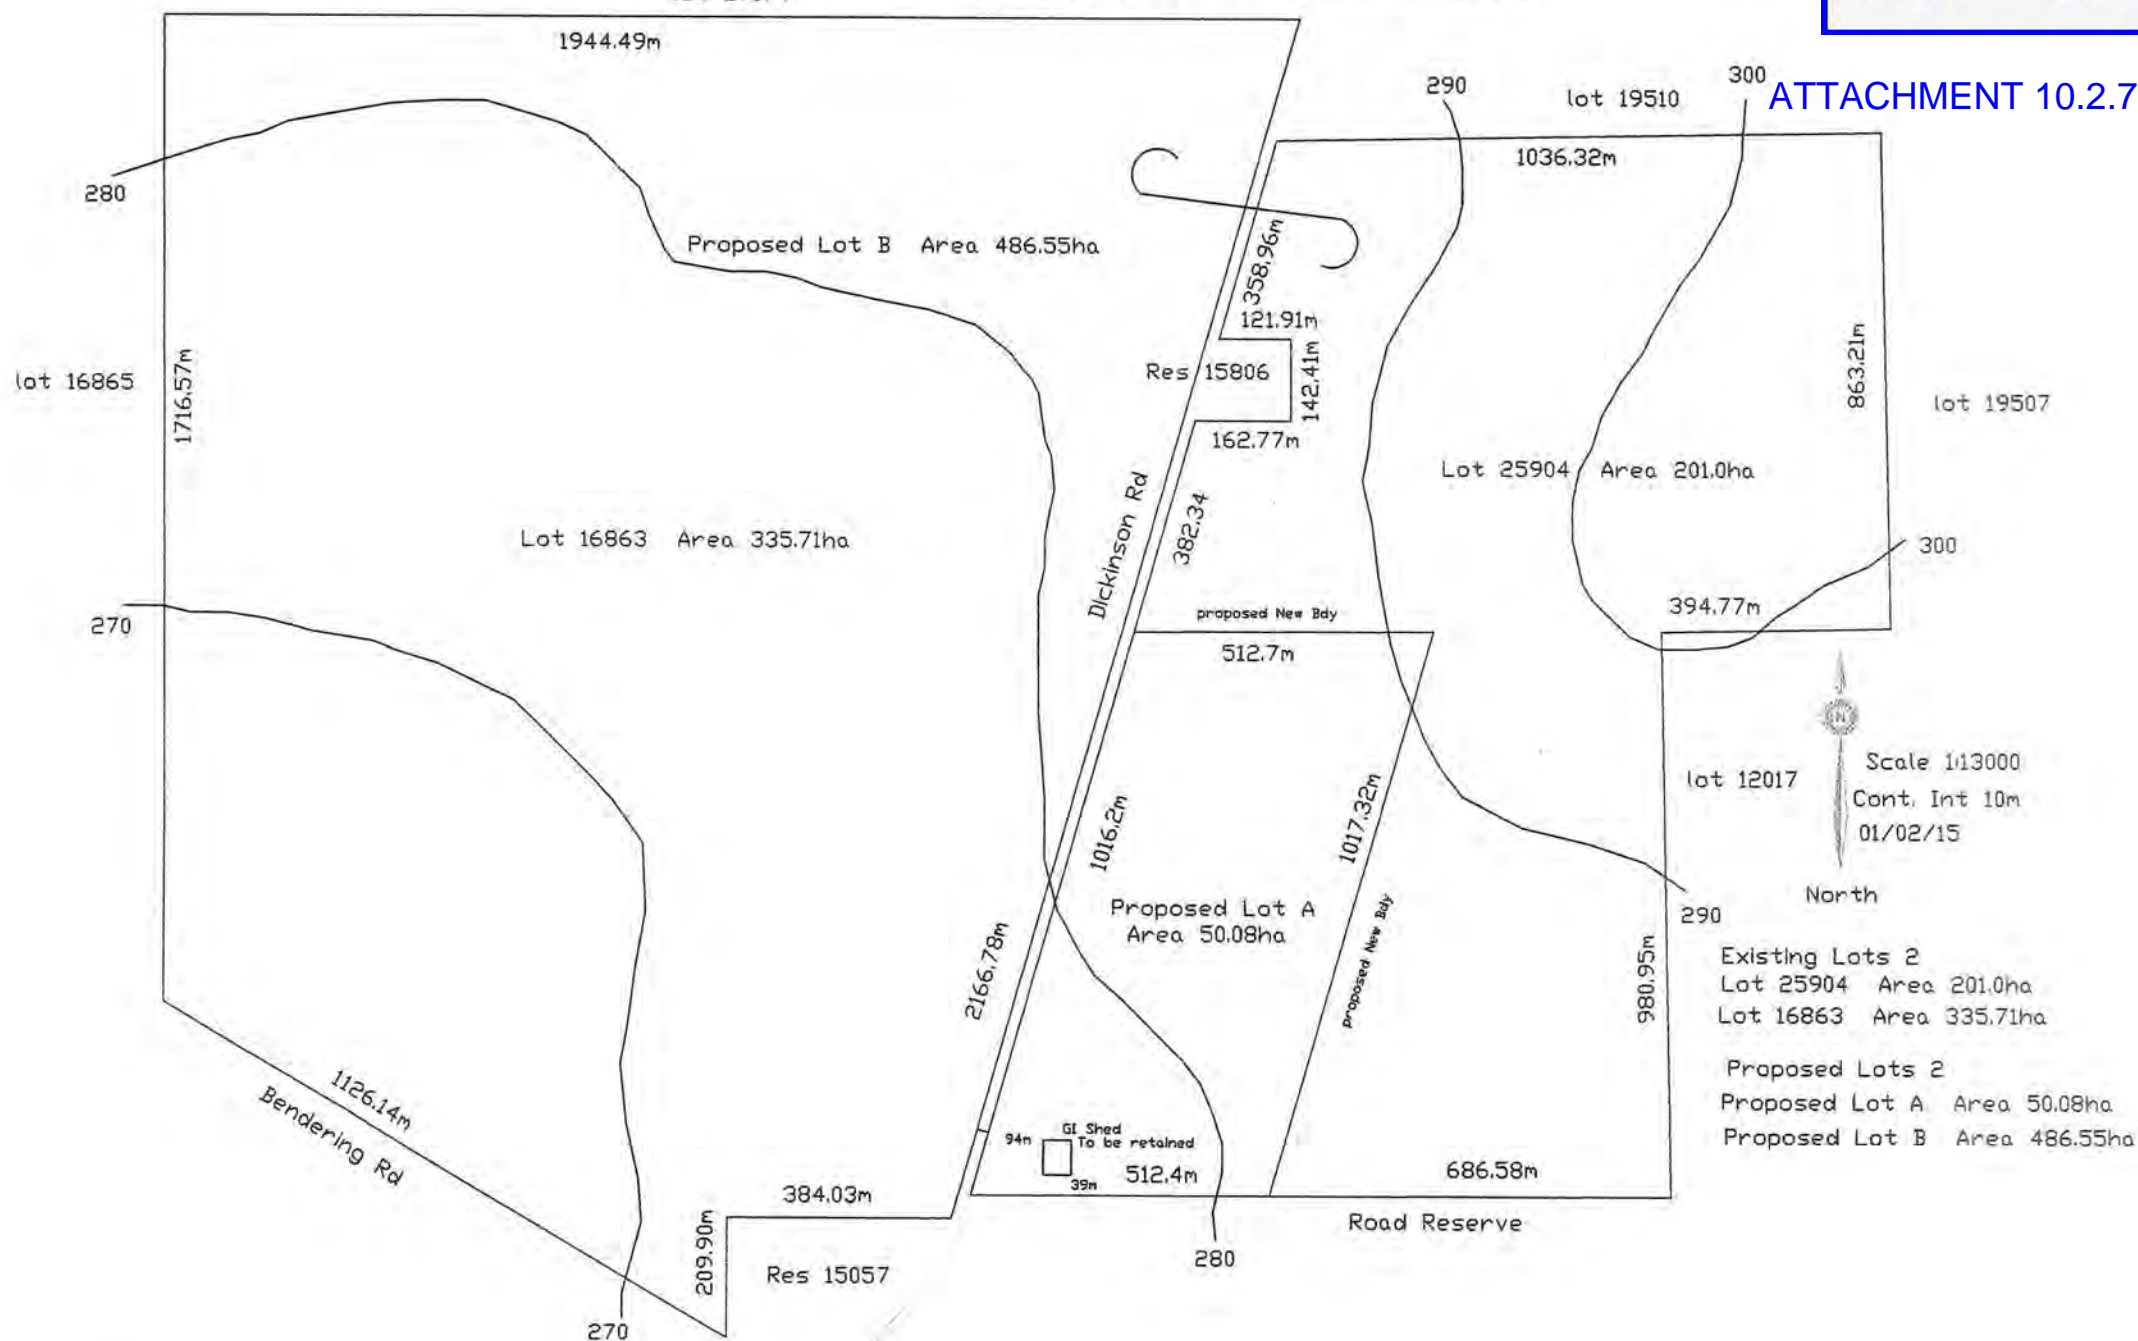 1944.49m
290
lot 19510
300
ATTACHMENT 10.2.7
1036.32m
280
Proposed Lot B Area 486.55ha
358.96m
121.91m
lot 16865
1716.57m
Res 15806
142.41m
863.21m
lot 19507
162.77m
Lot 25904 Area 201.0ha
Dickinson Rd
382.34
Lot 16863 Area 335.71ha
300
394.77m
270
proposed New Bdy
512.7m
N
lot 12017
Scale 1:13000
Cont. Int 10m
01/02/15
North
1016.2m
1017.32m
Proposed Lot A
Area 50.08ha
proposed New Bdy
290
2166.78m
980.95m
Existing Lots 2
Lot 25904 Area 201.0ha
Lot 16863 Area 335.71ha
Proposed Lots 2
Proposed Lot A Area 50.08ha
Proposed Lot B Area 486.55ha
1126.14m
Bendering Rd
GI Shed
To be retained
94m
39m
512.4m
686.58m
384.03m
209.90m
Road Reserve
Res 15057
280
270